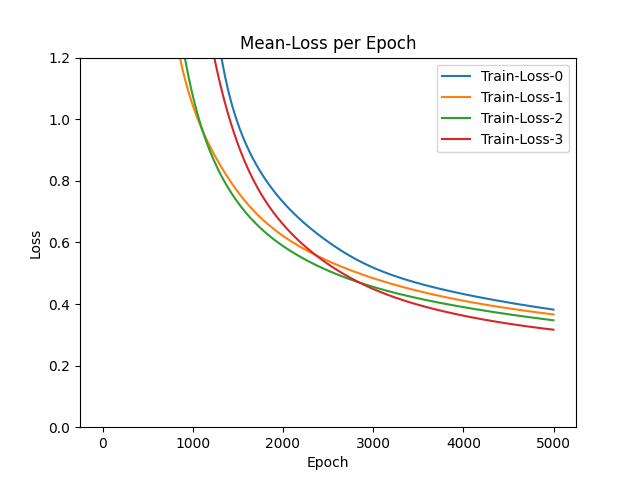 Mean-Loss per Epoch
1.2
1.0
0.8
0.6
0.4
0.2
0.0
Loss
Train-Loss-0
Train-Loss-1
Train-Loss-2
Train-Loss-3
0 1000 2000 3000 4000 5000
Epoch